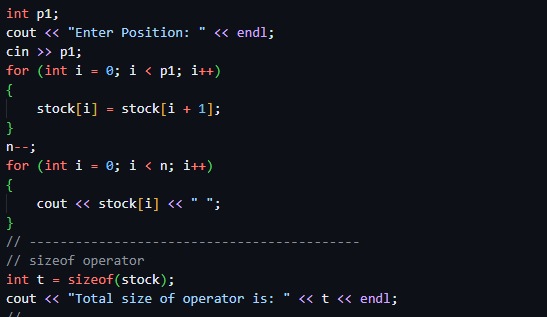 int p1;
cout << "Enter Position: " << endl;
cin >> p1;
for (int i = 0; i < p1; i++)
{
    stock[i] = stock[i + 1];
}
n--;
for (int i = 0; i < n; i++)
{
    cout << stock[i] << " ";
}
// -------------------------------------------
// sizeof operator
int t = sizeof(stock);
cout << "Total size of operator is: " << t << endl;
//